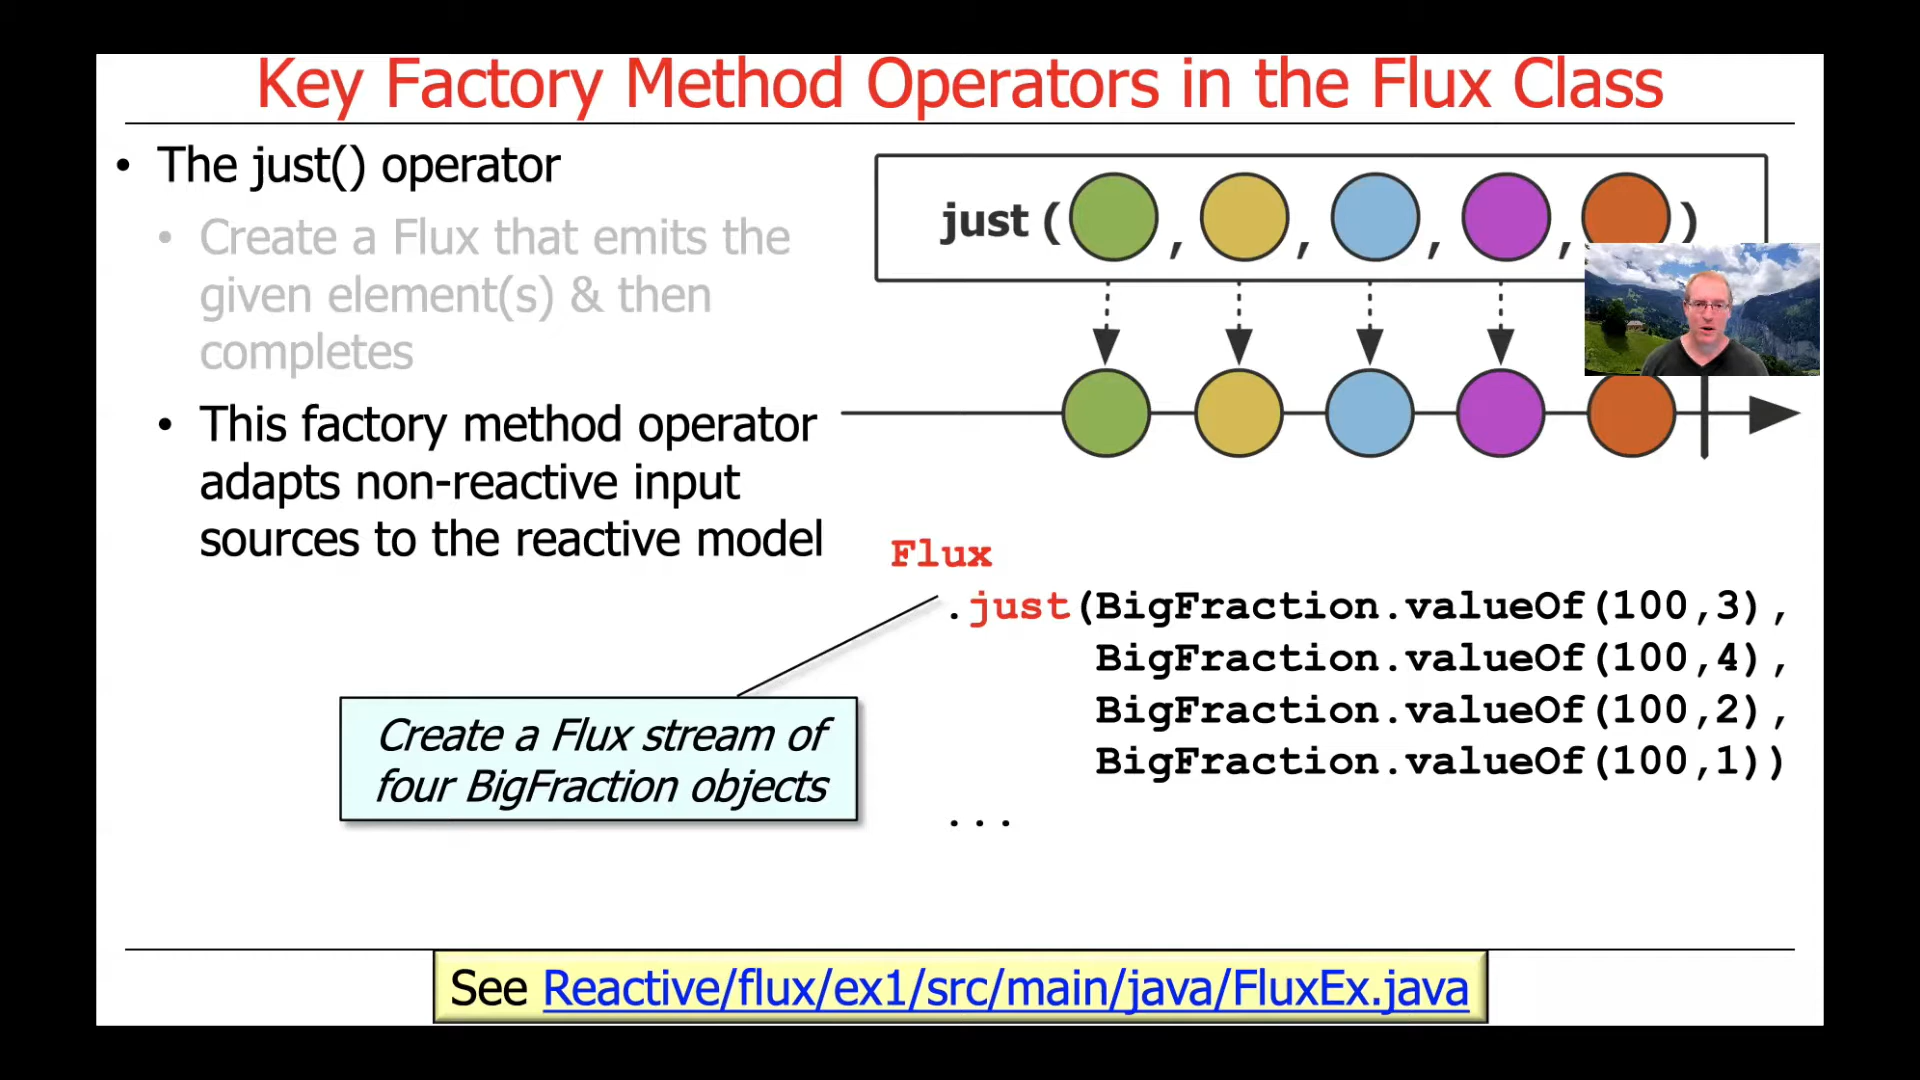 Key Factory Method Operators in the Flux Class
• The just() operator
• Create a Flux that emits the
given element(s) & then
completes
• This factory method operator
adapts non-reactive input
sources to the reactive model
just ( , , , , )
Flux
.just(BigFraction.valueOf(100,3),
BigFraction.valueOf(100,4),
BigFraction.valueOf(100,2),
BigFraction.valueOf(100,1))
...
Create a Flux stream of
four BigFraction objects
See Reactive/flux/ex1/src/main/java/FluxEx.java